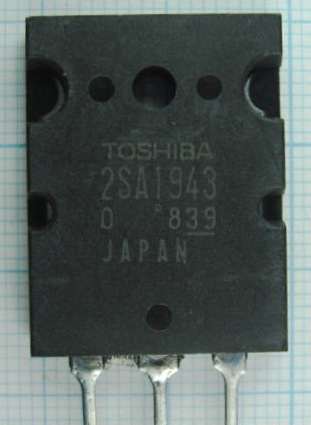 TOSHIBA
2SA1943
O P 839
JAPAN